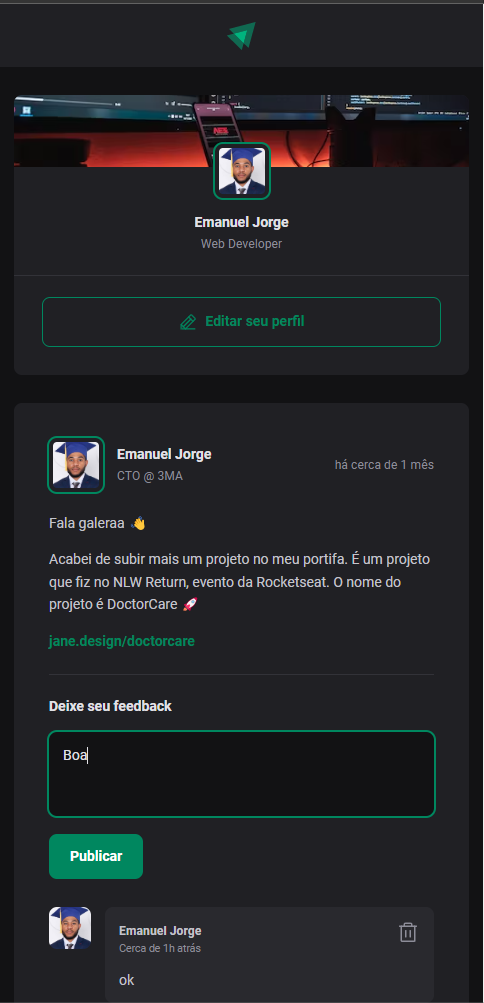 Emanuel Jorge
Web Developer
Editar seu perfil
Emanuel Jorge
CTO @ 3MA
há cerca de 1 mês
Fala galeraa 👋
Acabei de subir mais um projeto no meu portifa. É um projeto
que fiz no NLW Return, evento da Rocketseat. O nome do
projeto é DoctorCare 🚀
jane.design/doctorcare
Deixe seu feedback
Boa
Publicar
Emanuel Jorge
Cerca de 1h atrás
ok